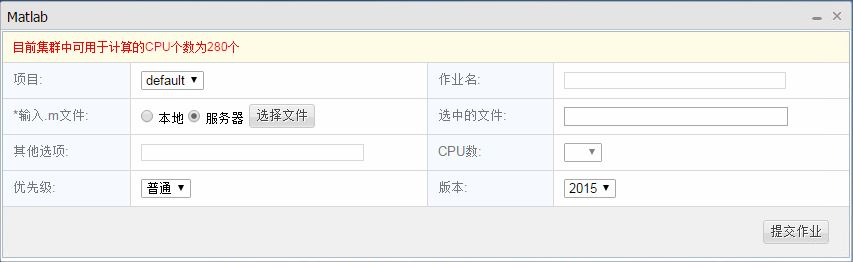 Matlab
目前集群中可用于计算的CPU个数为280个
项目: default 作业名:
*输入.m文件: 本地 服务器 选择文件 选中的文件:
其他选项: CPU数:
优先级: 普通 版本: 2015
提交作业